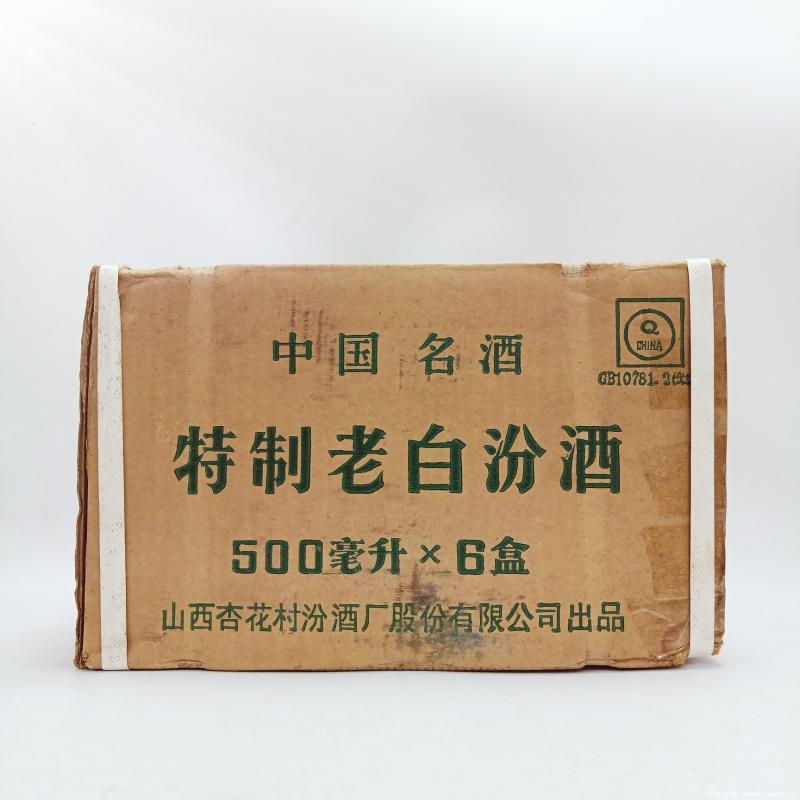 中国 名酒
Q
CHINA
GB10781.2
特制老白汾酒
500毫升×6盒
山西杏花村汾酒厂股份有限公司出品